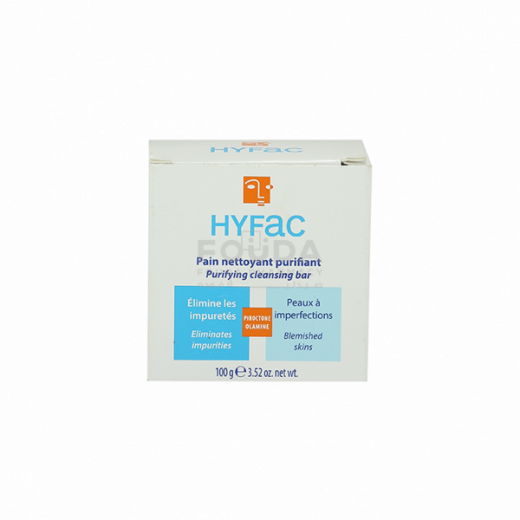 HYFAC
HYFAC
Pain nettoyant purifiant
Purifying cleansing bar
Élimine les
impuretés
Eliminates
impurities
PIROCTONE
OLAMINE
Peaux à
imperfections
Blemished
skins
100 g ℮ 3.52 oz. net wt.